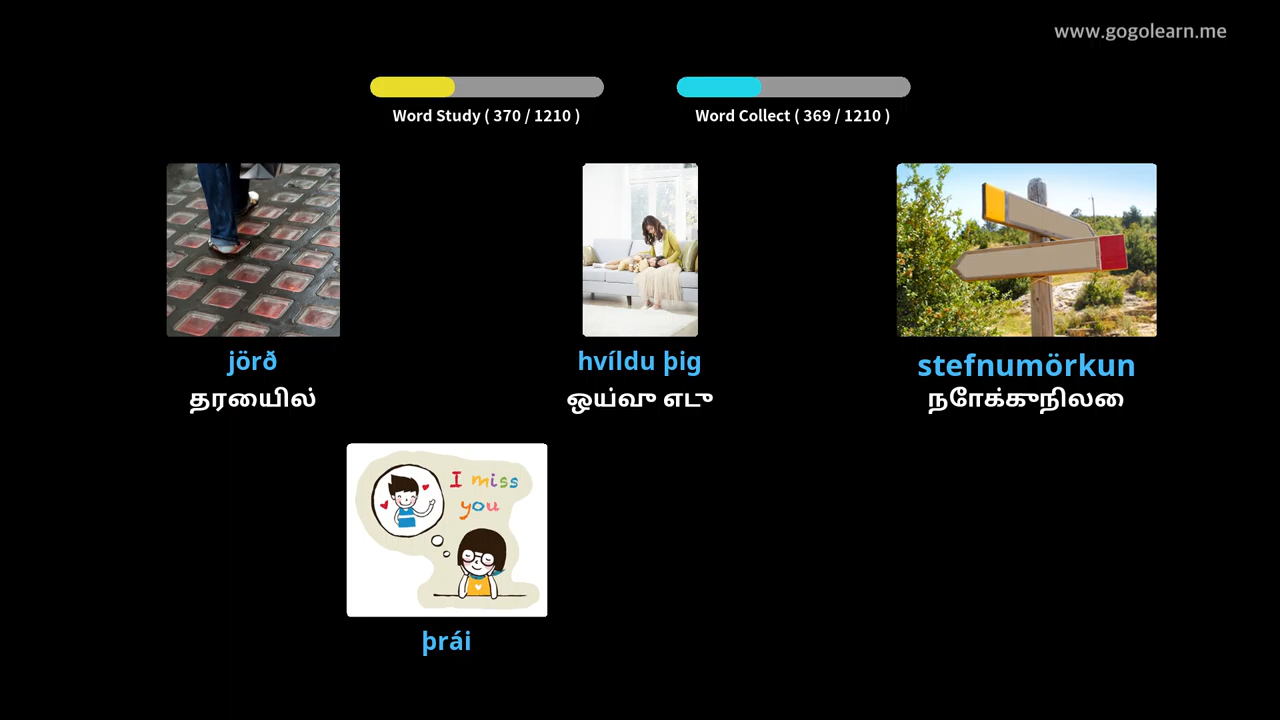 www.gogolearn.me
Word Study ( 370 / 1210 )
Word Collect ( 369 / 1210 )
jörð
hvíldu þig
stefnumörkun
தரையில்
ஒய்வு எடு
நோக்குநிலை
I miss
you
þrái